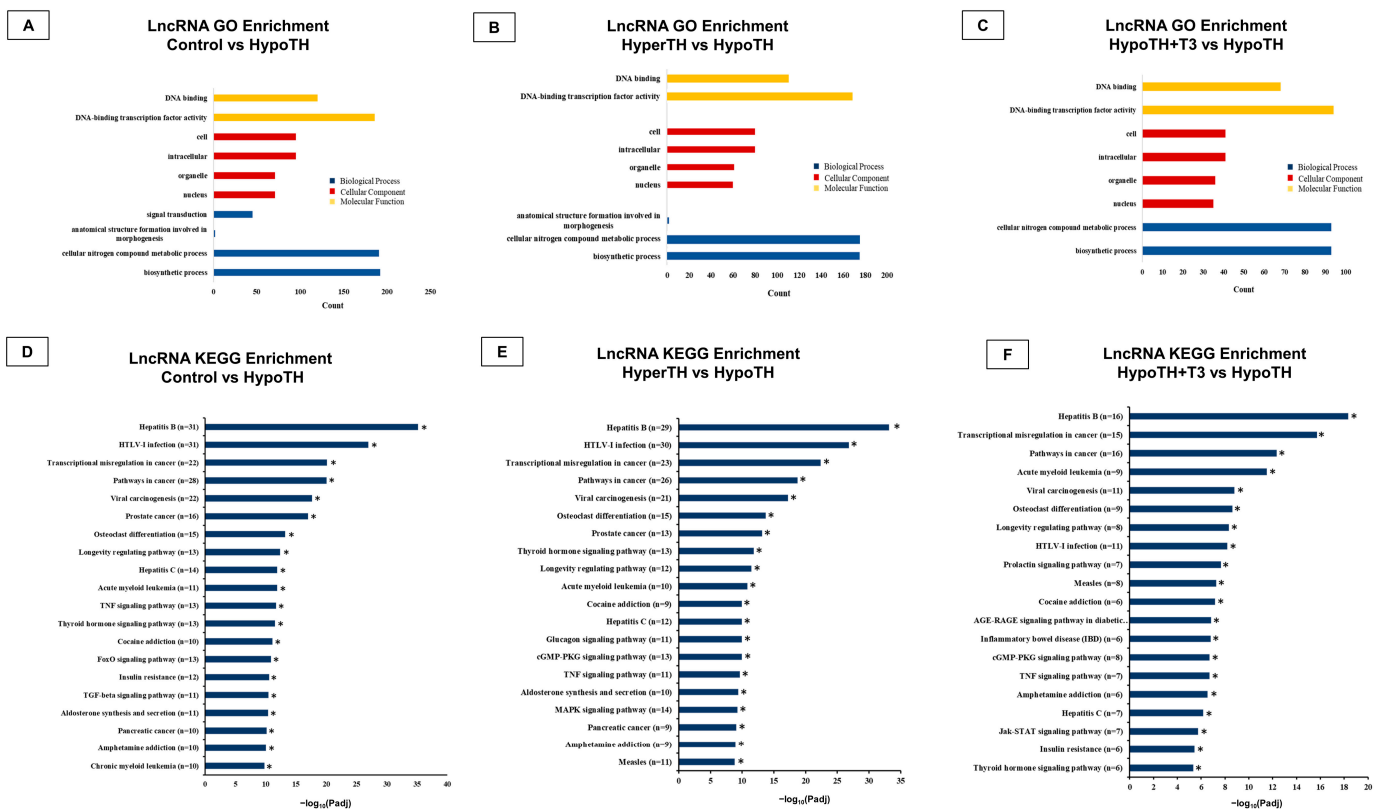 A
LncRNA GO Enrichment
Control vs HypoTH
DNA binding
DNA-binding transcription factor activity
cell
intracellular
organelle
nucleus
signal transduction
anatomical structure formation involved in
morphogenesis
cellular nitrogen compound metabolic process
biosynthetic process
Biological Process
Cellular Component
Molecular Function
0 50 100 150 200 250
Count
B
LncRNA GO Enrichment
HyperTH vs HypoTH
DNA binding
DNA-binding transcription factor activity
cell
intracellular
organelle
nucleus
anatomical structure formation involved in
morphogenesis
cellular nitrogen compound metabolic process
biosynthetic process
Biological Process
Cellular Component
Molecular Function
0 20 40 60 80 100 120 140 160 180 200
Count
C
LncRNA GO Enrichment
HypoTH+T3 vs HypoTH
DNA binding
DNA-binding transcription factor activity
cell
intracellular
organelle
nucleus
cellular nitrogen compound metabolic process
biosynthetic process
Biological Process
Cellular Component
Molecular Function
0 10 20 30 40 50 60 70 80 90 100
Count
D
LncRNA KEGG Enrichment
Control vs HypoTH
Hepatitis B (n=31) *
HTLV-I infection (n=31) *
Transcriptional misregulation in cancer (n=22) *
Pathways in cancer (n=28) *
Viral carcinogenesis (n=22) *
Prostate cancer (n=16) *
Osteoclast differentiation (n=15) *
Longevity regulating pathway (n=13) *
Hepatitis C (n=14) *
Acute myeloid leukemia (n=11) *
TNF signaling pathway (n=13) *
Thyroid hormone signaling pathway (n=13) *
Cocaine addiction (n=10) *
FoxO signaling pathway (n=13) *
Insulin resistance (n=12) *
TGF-beta signaling pathway (n=11) *
Aldosterone synthesis and secretion (n=11) *
Pancreatic cancer (n=10) *
Amphetamine addiction (n=10) *
Chronic myeloid leukemia (n=10) *
0 5 10 15 20 25 30 35 40
−log10(Padj)
E
LncRNA KEGG Enrichment
HyperTH vs HypoTH
Hepatitis B (n=29) *
HTLV-I infection (n=30) *
Transcriptional misregulation in cancer (n=23) *
Pathways in cancer (n=26) *
Viral carcinogenesis (n=21) *
Osteoclast differentiation (n=15) *
Prostate cancer (n=13) *
Thyroid hormone signaling pathway (n=13) *
Longevity regulating pathway (n=12) *
Acute myeloid leukemia (n=10) *
Cocaine addiction (n=9) *
Hepatitis C (n=12) *
Glucagon signaling pathway (n=11) *
cGMP-PKG signaling pathway (n=13) *
TNF signaling pathway (n=11) *
Aldosterone synthesis and secretion (n=10) *
MAPK signaling pathway (n=14) *
Pancreatic cancer (n=9) *
Amphetamine addiction (n=9) *
Measles (n=11) *
0 5 10 15 20 25 30 35
−log10(Padj)
F
LncRNA KEGG Enrichment
HypoTH+T3 vs HypoTH
Hepatitis B (n=16) *
Transcriptional misregulation in cancer (n=15) *
Pathways in cancer (n=16) *
Acute myeloid leukemia (n=9) *
Viral carcinogenesis (n=11) *
Osteoclast differentiation (n=9) *
Longevity regulating pathway (n=8) *
HTLV-I infection (n=11) *
Prolactin signaling pathway (n=7) *
Measles (n=8) *
Cocaine addiction (n=6) *
AGE-RAGE signaling pathway in diabetic.. *
Inflammatory bowel disease (IBD) (n=6) *
cGMP-PKG signaling pathway (n=8) *
TNF signaling pathway (n=7) *
Amphetamine addiction (n=6) *
Hepatitis C (n=7) *
Jak-STAT signaling pathway (n=7) *
Insulin resistance (n=6) *
Thyroid hormone signaling pathway (n=6) *
0 2 4 6 8 10 12 14 16 18 20
−log10(Padj)